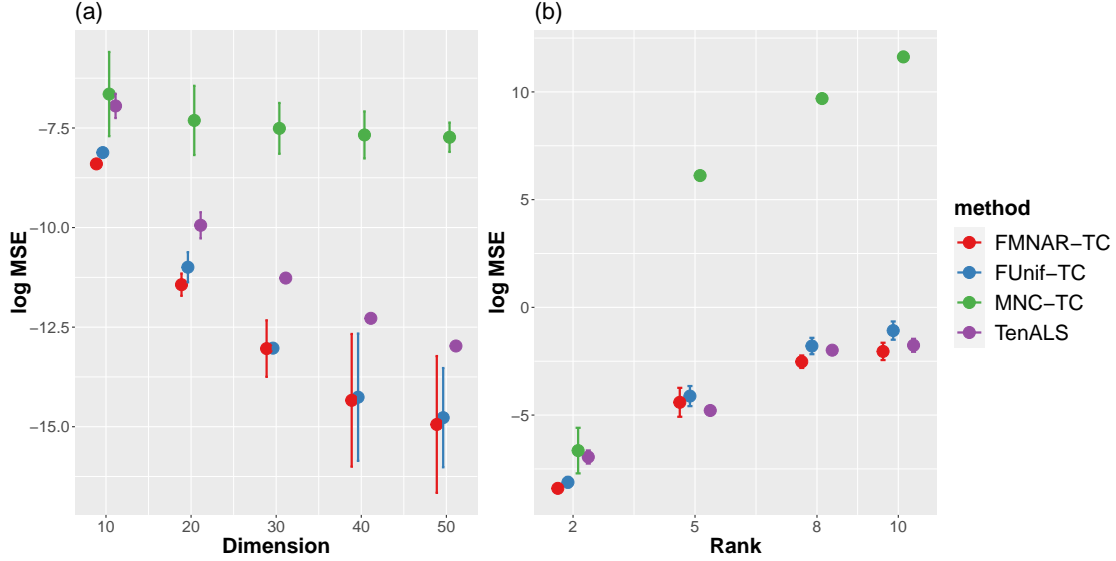 (a)
log MSE
−7.5
−10.0
−12.5
−15.0
10
20
30
40
50
Dimension
(b)
log MSE
10
5
0
−5
2
5
8
10
Rank
method
FMNAR−TC
FUnif−TC
MNC−TC
TenALS